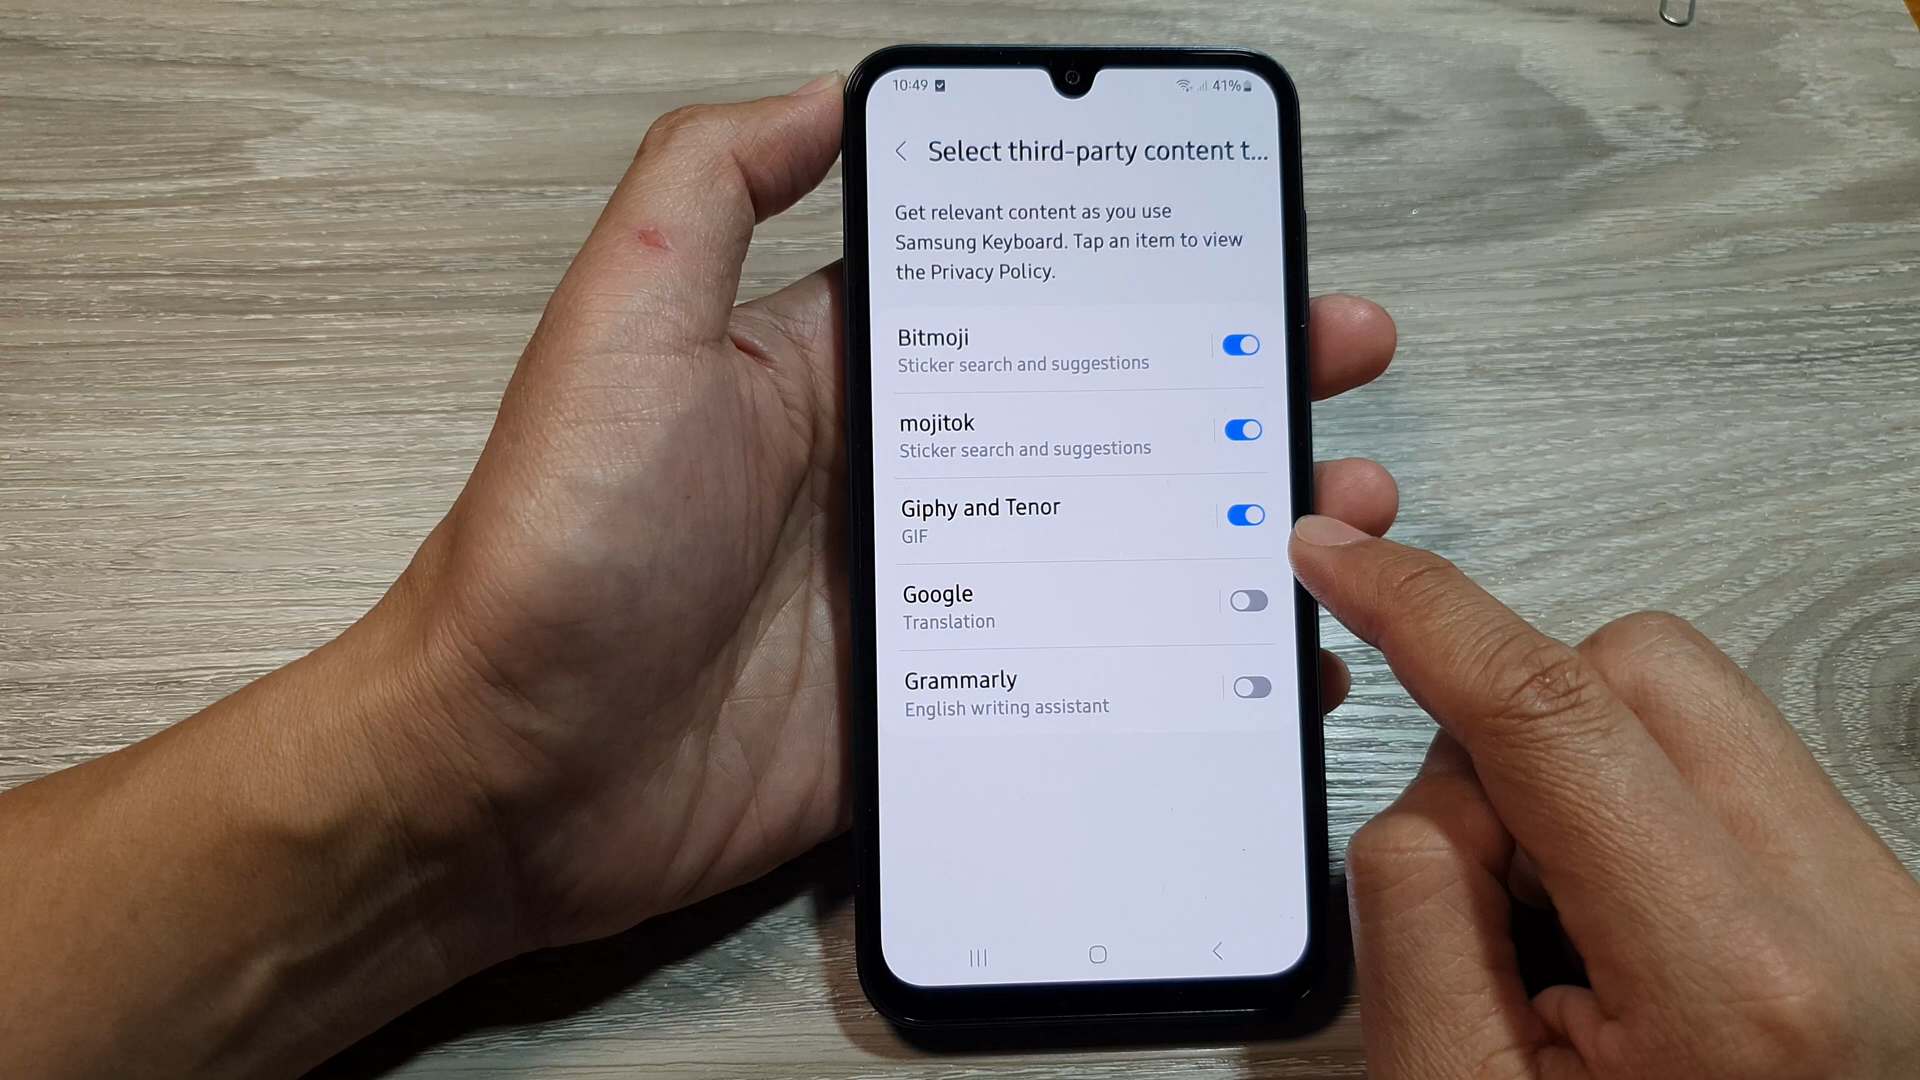 10:49
41%
Select third-party content t...
Get relevant content as you use
Samsung Keyboard. Tap an item to view
the Privacy Policy.
Bitmoji
Sticker search and suggestions
mojitok
Sticker search and suggestions
Giphy and Tenor
GIF
Google
Translation
Grammarly
English writing assistant